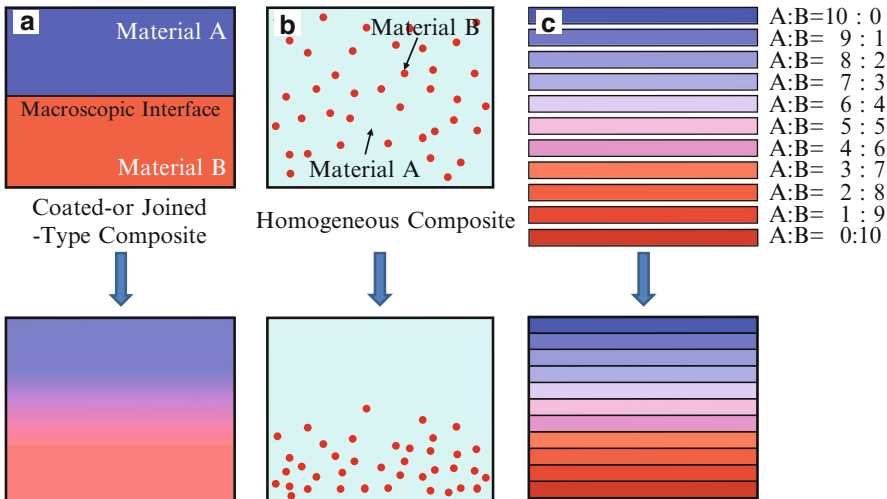 a
Material A
Macroscopic Interface
Material B
Coated-or Joined
-Type Composite
b
Material B
Material A
Homogeneous Composite
c
A:B=10 : 0
A:B= 9 : 1
A:B= 8 : 2
A:B= 7 : 3
A:B= 6 : 4
A:B= 5 : 5
A:B= 4 : 6
A:B= 3 : 7
A:B= 2 : 8
A:B= 1 : 9
A:B= 0:10